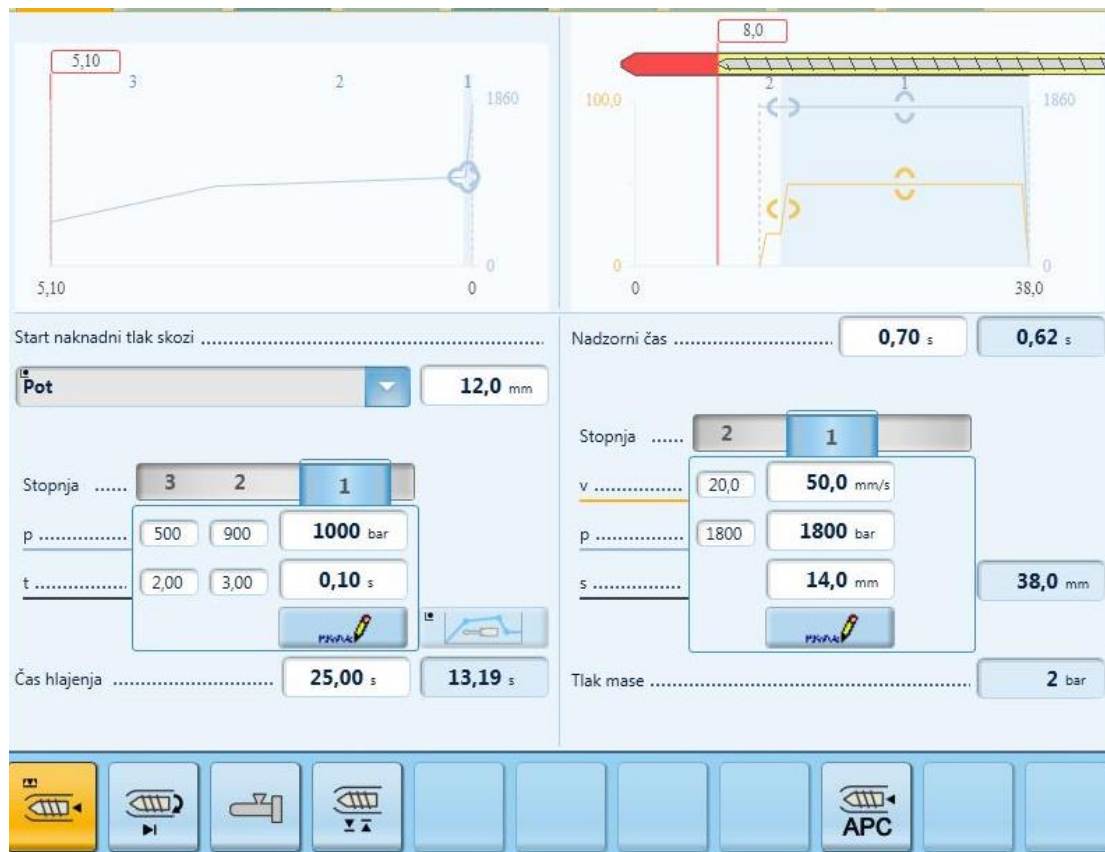 5,10
3 2 1
1860
0
5,10 0
8,0
2 1
100,0 1860
0 0
0 38,0
Start naknadni tlak skozi
Pot 12,0 mm
Stopnja 3 2 1
p 500 900 1000 bar
t 2,00 3,00 0,10 s
Čas hlajenja 25,00 s 13,19 s
Nadzorni čas 0,70 s 0,62 s
Stopnja 2 1
v 20,0 50,0 mm/s
p 1800 1800 bar
s 14,0 mm 38,0 mm
Tlak mase 2 bar
APC